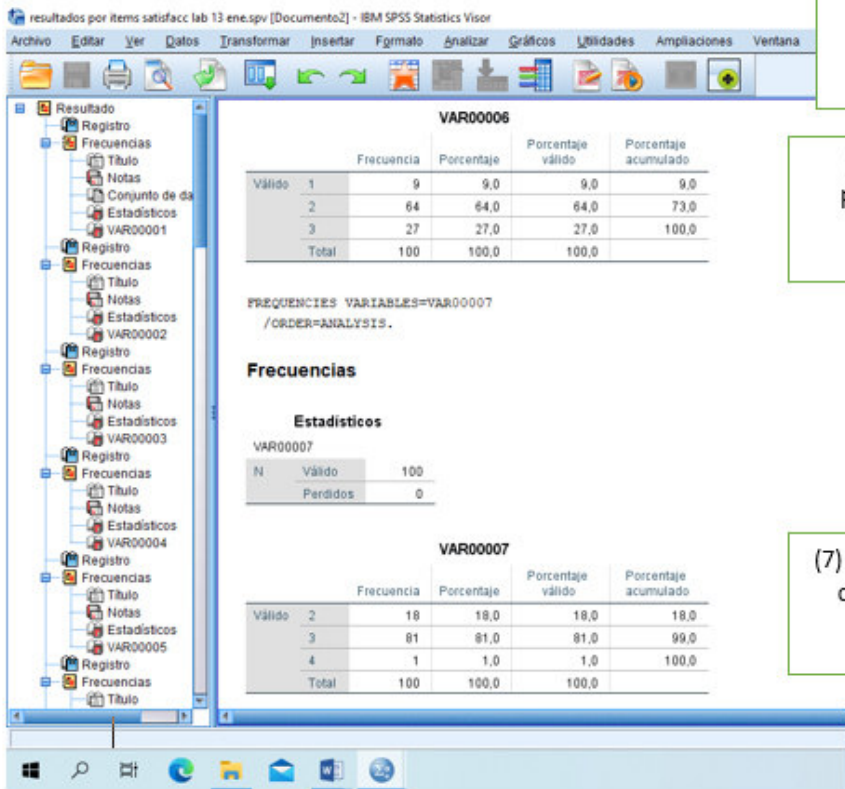 resultados por items satisfacc lab 13 ene.spv [Documento2] - IBM SPSS Statistics Visor
Archivo Editar Ver Datos Transformar Insertar Formato Analizar Gráficos Utilidades Ampliaciones Ventana
Resultado
Registro
Frecuencias
Título
Notas
Conjunto de da
Estadísticos
VAR00001
Registro
Frecuencias
Título
Notas
Estadísticos
VAR00002
Registro
Frecuencias
Título
Notas
Estadísticos
VAR00003
Registro
Frecuencias
Título
Notas
Estadísticos
VAR00004
Registro
Frecuencias
Título
Notas
Estadísticos
VAR00005
Registro
Frecuencias
Título
VAR00006
Frecuencia Porcentaje Porcentaje válido Porcentaje acumulado
Válido 1 9 9,0 9,0 9,0
2 64 64,0 64,0 73,0
3 27 27,0 27,0 100,0
Total 100 100,0 100,0
FREQUENCIES VARIABLES=VAR00007
/ORDER=ANALYSIS.
Frecuencias
Estadísticos
VAR00007
N Válido 100
Perdidos 0
VAR00007
Frecuencia Porcentaje Porcentaje válido Porcentaje acumulado
Válido 2 18 18,0 18,0 18,0
3 81 81,0 81,0 99,0
4 1 1,0 1,0 100,0
Total 100 100,0 100,0
(7)